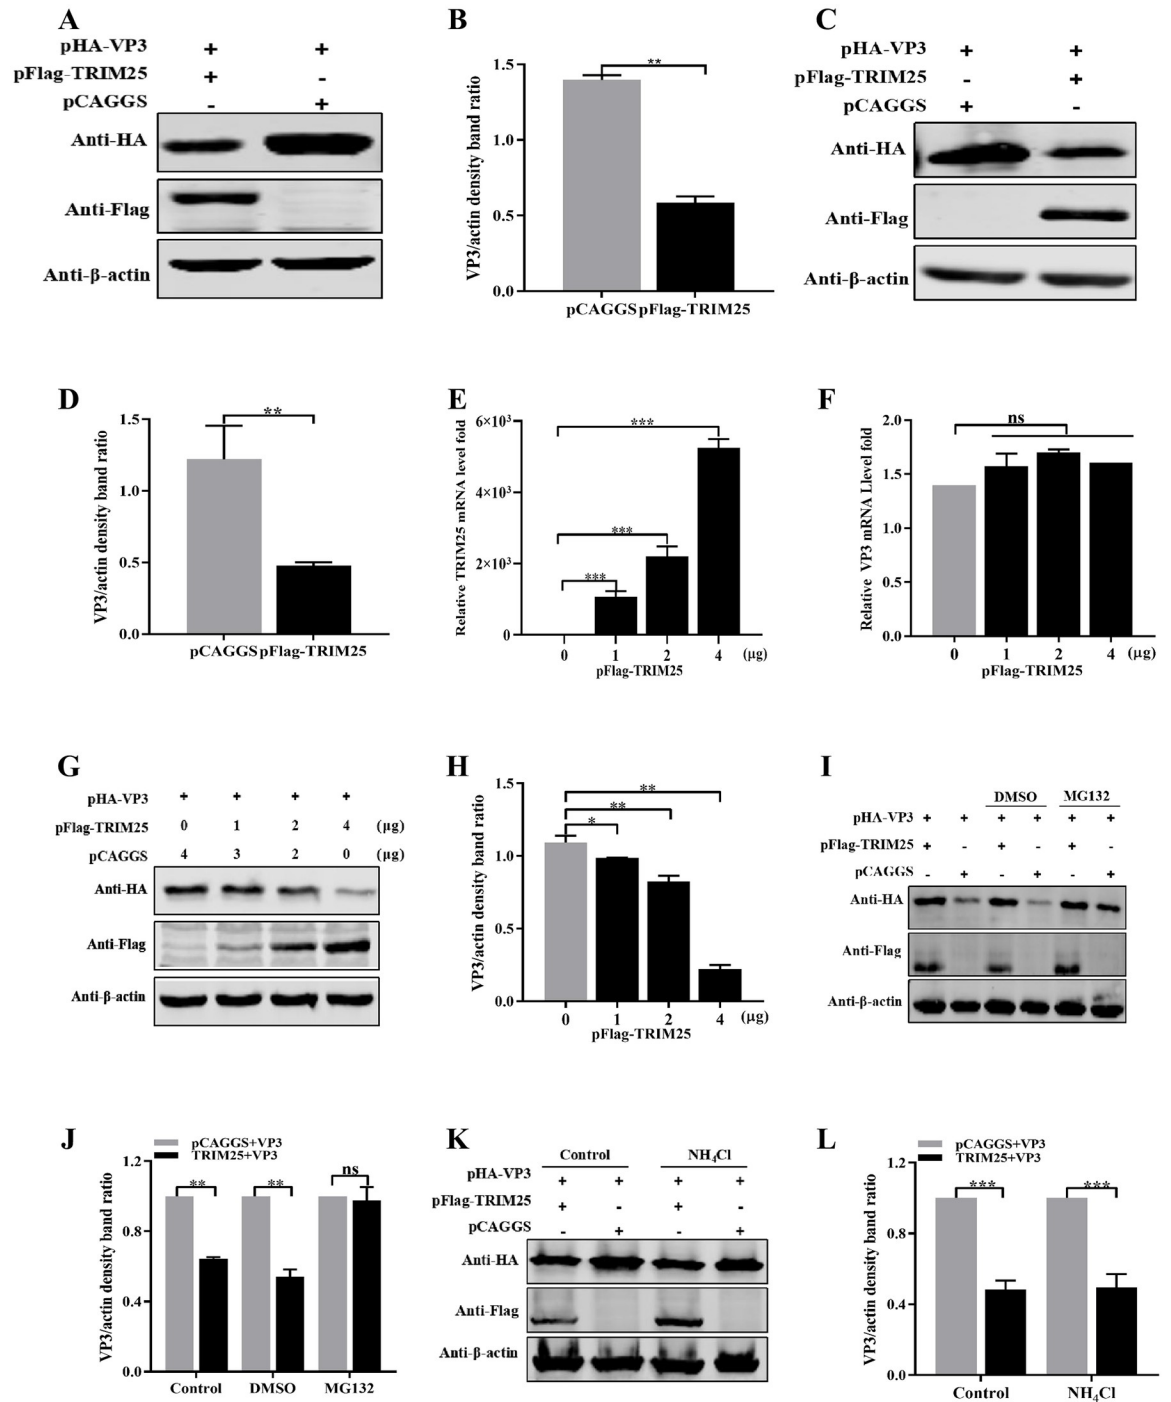 A
pHA-VP3 + +
pFlag-TRIM25 + -
pCAGGS - +
Anti-HA
Anti-Flag
Anti-β-actin
B
VP3/actin density band ratio
1.5
1.0
0.5
0.0
**
pCAGGS pFlag-TRIM25
C
pHA-VP3 + +
pFlag-TRIM25 - +
pCAGGS + -
Anti-HA
Anti-Flag
Anti-β-actin
D
VP3/actin density band ratio
1.5
1.0
0.5
0.0
**
pCAGGS pFlag-TRIM25
E
Relative TRIM25 mRNA level fold
6×10³
4×10³
2×10³
0
***
***
***
0 1 2 4 (μg)
pFlag-TRIM25
F
Relative VP3 mRNA Llevel fold
2.0
1.5
1.0
0.5
0.0
ns
0 1 2 4 (μg)
pFlag-TRIM25
G
pHA-VP3 + + + +
pFlag-TRIM25 0 1 2 4 (μg)
pCAGGS 4 3 2 0 (μg)
Anti-HA
Anti-Flag
Anti-β-actin
H
VP3/actin density band ratio
1.5
1.0
0.5
0.0
**
**
*
0 1 2 4 (μg)
pFlag-TRIM25
I
DMSO MG132
pHA-VP3 + + + + + +
pFlag-TRIM25 + - + - + -
pCAGGS - + - + - +
Anti-HA
Anti-Flag
Anti-β-actin
J
pCAGGS+VP3
TRIM25+VP3
VP3/actin density band ratio
1.2
0.8
0.4
0.0
** ** ns
Control DMSO MG132
K
Control NH₄Cl
pHA-VP3 + + + +
pFlag-TRIM25 + - + -
pCAGGS - + - +
Anti-HA
Anti-Flag
Anti-β-actin
L
pCAGGS+VP3
TRIM25+VP3
VP3/actin density band ratio
1.2
0.8
0.4
0.0
*** ***
Control NH₄Cl